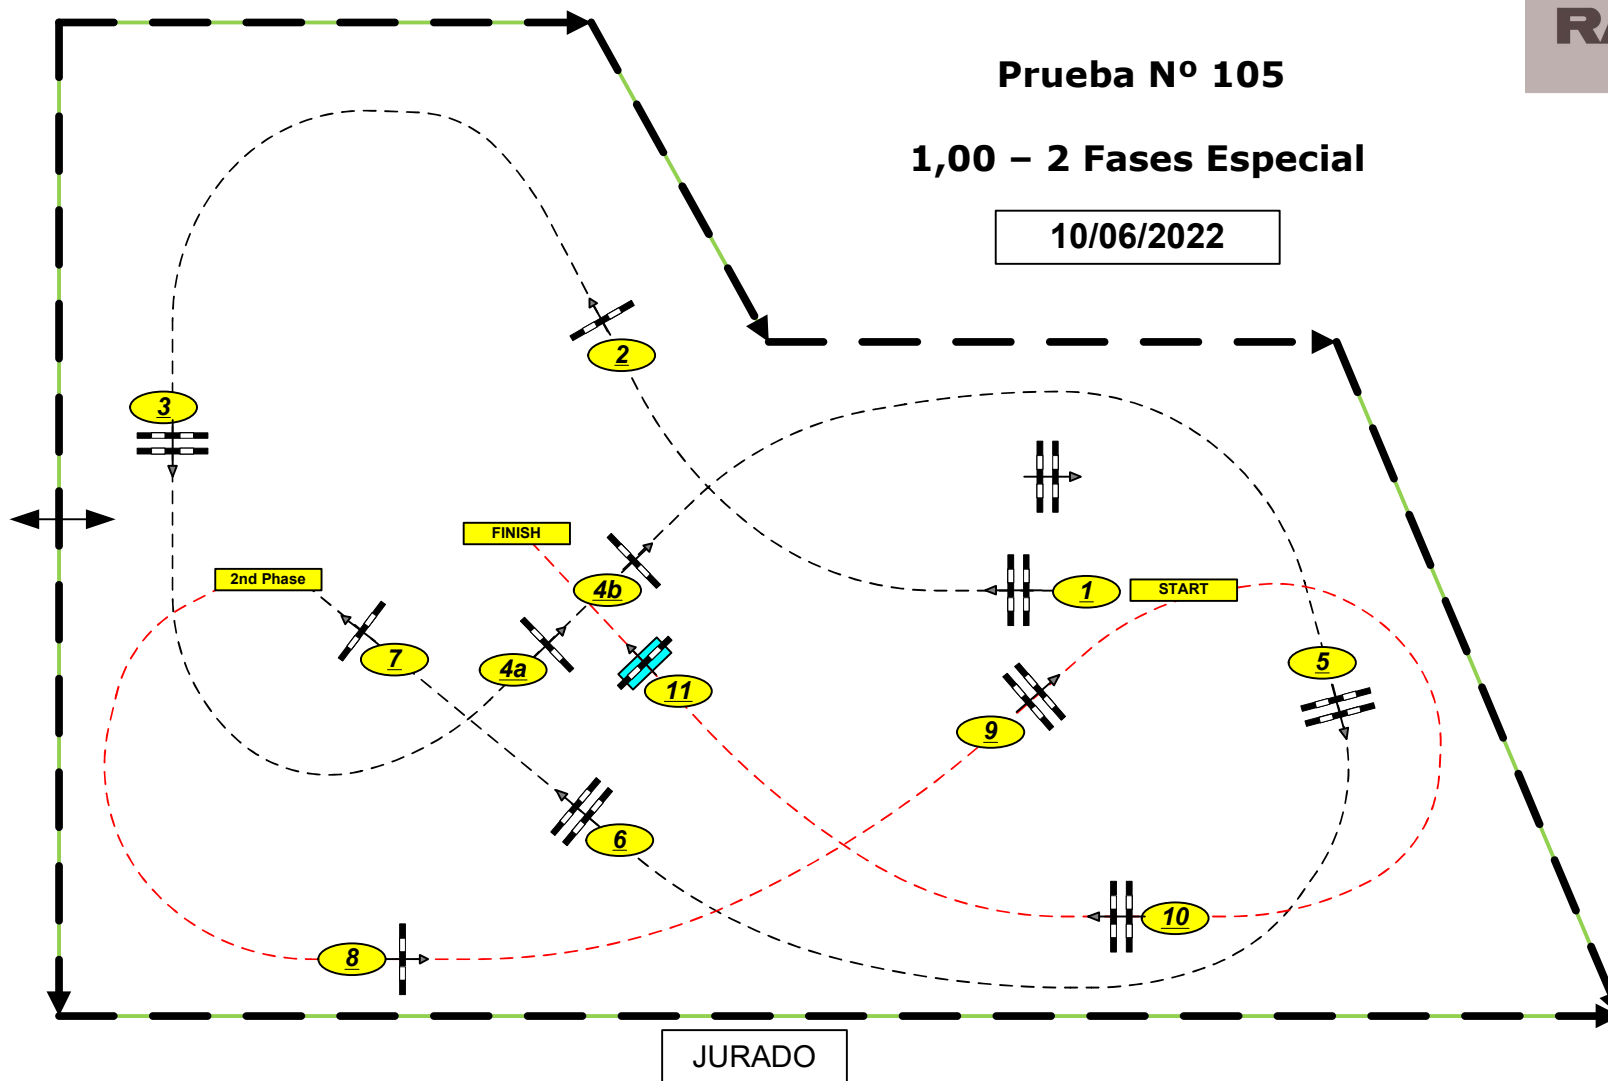 RA
Prueba Nº 105
1,00 – 2 Fases Especial
10/06/2022
2
3
FINISH
2nd Phase
4b
1
START
7
4a
11
5
9
6
10
8
JURADO